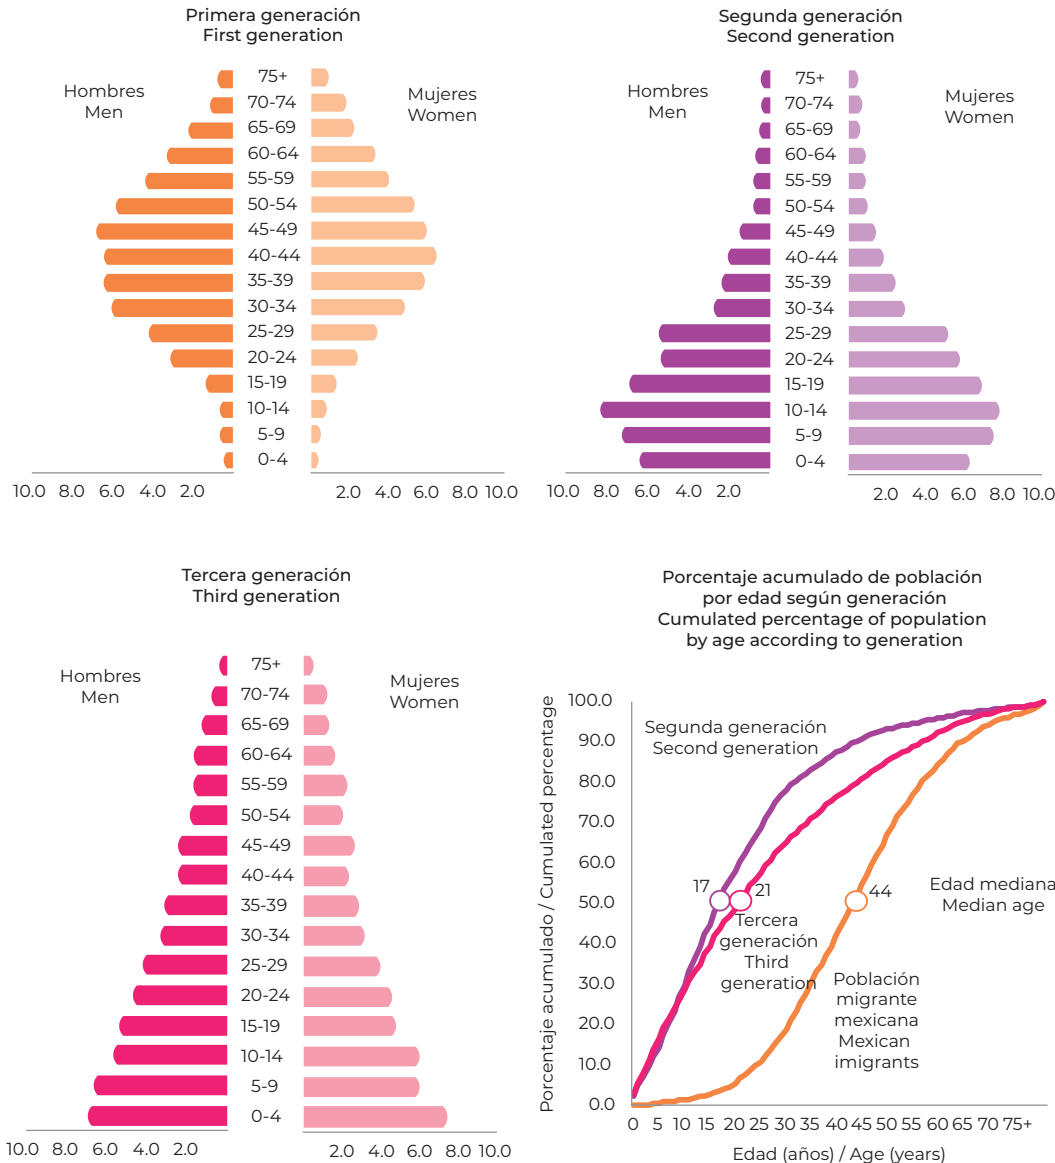 Primera generación
First generation
Hombres
Men
Mujeres
Women
75+
70-74
65-69
60-64
55-59
50-54
45-49
40-44
35-39
30-34
25-29
20-24
15-19
10-14
5-9
0-4
10.0 8.0 6.0 4.0 2.0
2.0 4.0 6.0 8.0 10.0
Segunda generación
Second generation
Hombres
Men
Mujeres
Women
75+
70-74
65-69
60-64
55-59
50-54
45-49
40-44
35-39
30-34
25-29
20-24
15-19
10-14
5-9
0-4
10.0 8.0 6.0 4.0 2.0
2.0 4.0 6.0 8.0 10.0
Tercera generación
Third generation
Hombres
Men
Mujeres
Women
75+
70-74
65-69
60-64
55-59
50-54
45-49
40-44
35-39
30-34
25-29
20-24
15-19
10-14
5-9
0-4
10.0 8.0 6.0 4.0 2.0
2.0 4.0 6.0 8.0 10.0
Porcentaje acumulado de población
por edad según generación
Cumulated percentage of population
by age according to generation
Porcentaje acumulado / Cumulated percentage
100.0
90.0
80.0
70.0
60.0
50.0
40.0
30.0
20.0
10.0
0.0
Segunda generación
Second generation
17
21
44
Edad mediana
Median age
Tercera
generación
Third
generation
Población
migrante
mexicana
Mexican
imigrants
0 5 10 15 20 25 30 35 40 45 50 55 60 65 70 75+
Edad (años) / Age (years)